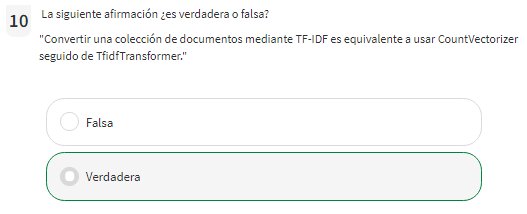 10 La siguiente afirmación ¿es verdadera o falsa?
"Convertir una colección de documentos mediante TF-IDF es equivalente a usar CountVectorizer
seguido de TfidfTransformer."
Falsa
Verdadera